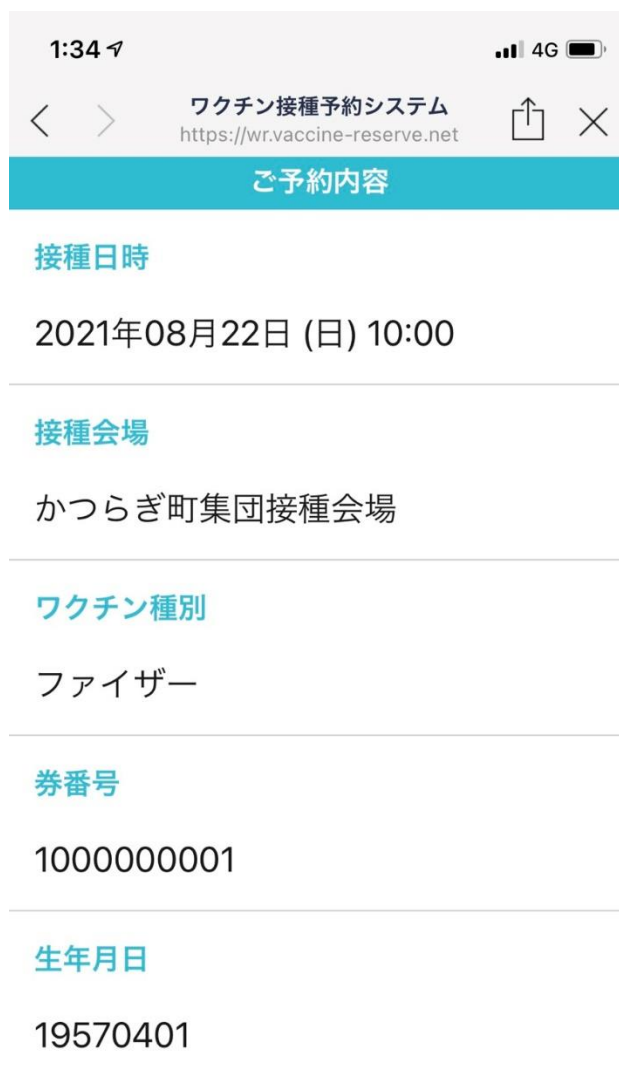 1:34
4G
ワクチン接種予約システム
https://wr.vaccine-reserve.net
ご予約内容
接種日時
2021年08月22日 (日) 10:00
接種会場
かつらぎ町集団接種会場
ワクチン種別
ファイザー
券番号
1000000001
生年月日
19570401